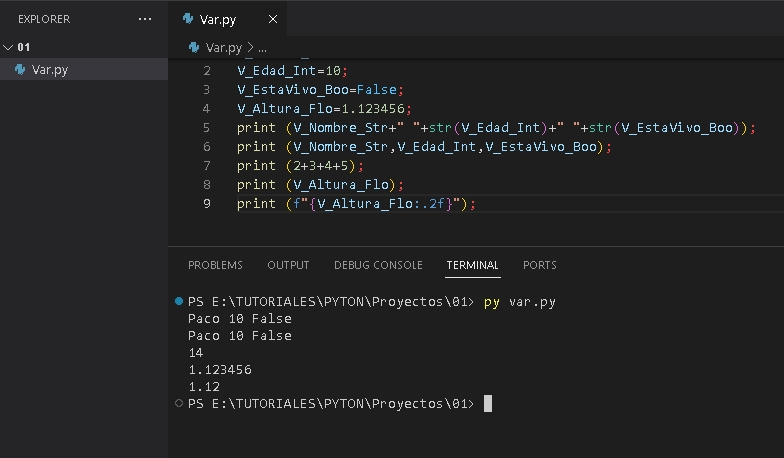 EXPLORER ...
01
Var.py
Var.py ×
Var.py > ...
2 V_Edad_Int=10;
3 V_EstaVivo_Boo=False;
4 V_Altura_Flo=1.123456;
5 print (V_Nombre_Str+" "+str(V_Edad_Int)+" "+str(V_EstaVivo_Boo));
6 print (V_Nombre_Str,V_Edad_Int,V_EstaVivo_Boo);
7 print (2+3+4+5);
8 print (V_Altura_Flo);
9 print (f"{V_Altura_Flo:.2f}");
PROBLEMS OUTPUT DEBUG CONSOLE TERMINAL PORTS
PS E:\TUTORIALES\PYTON\Proyectos\01> py var.py
Paco 10 False
Paco 10 False
14
1.123456
1.12
PS E:\TUTORIALES\PYTON\Proyectos\01>